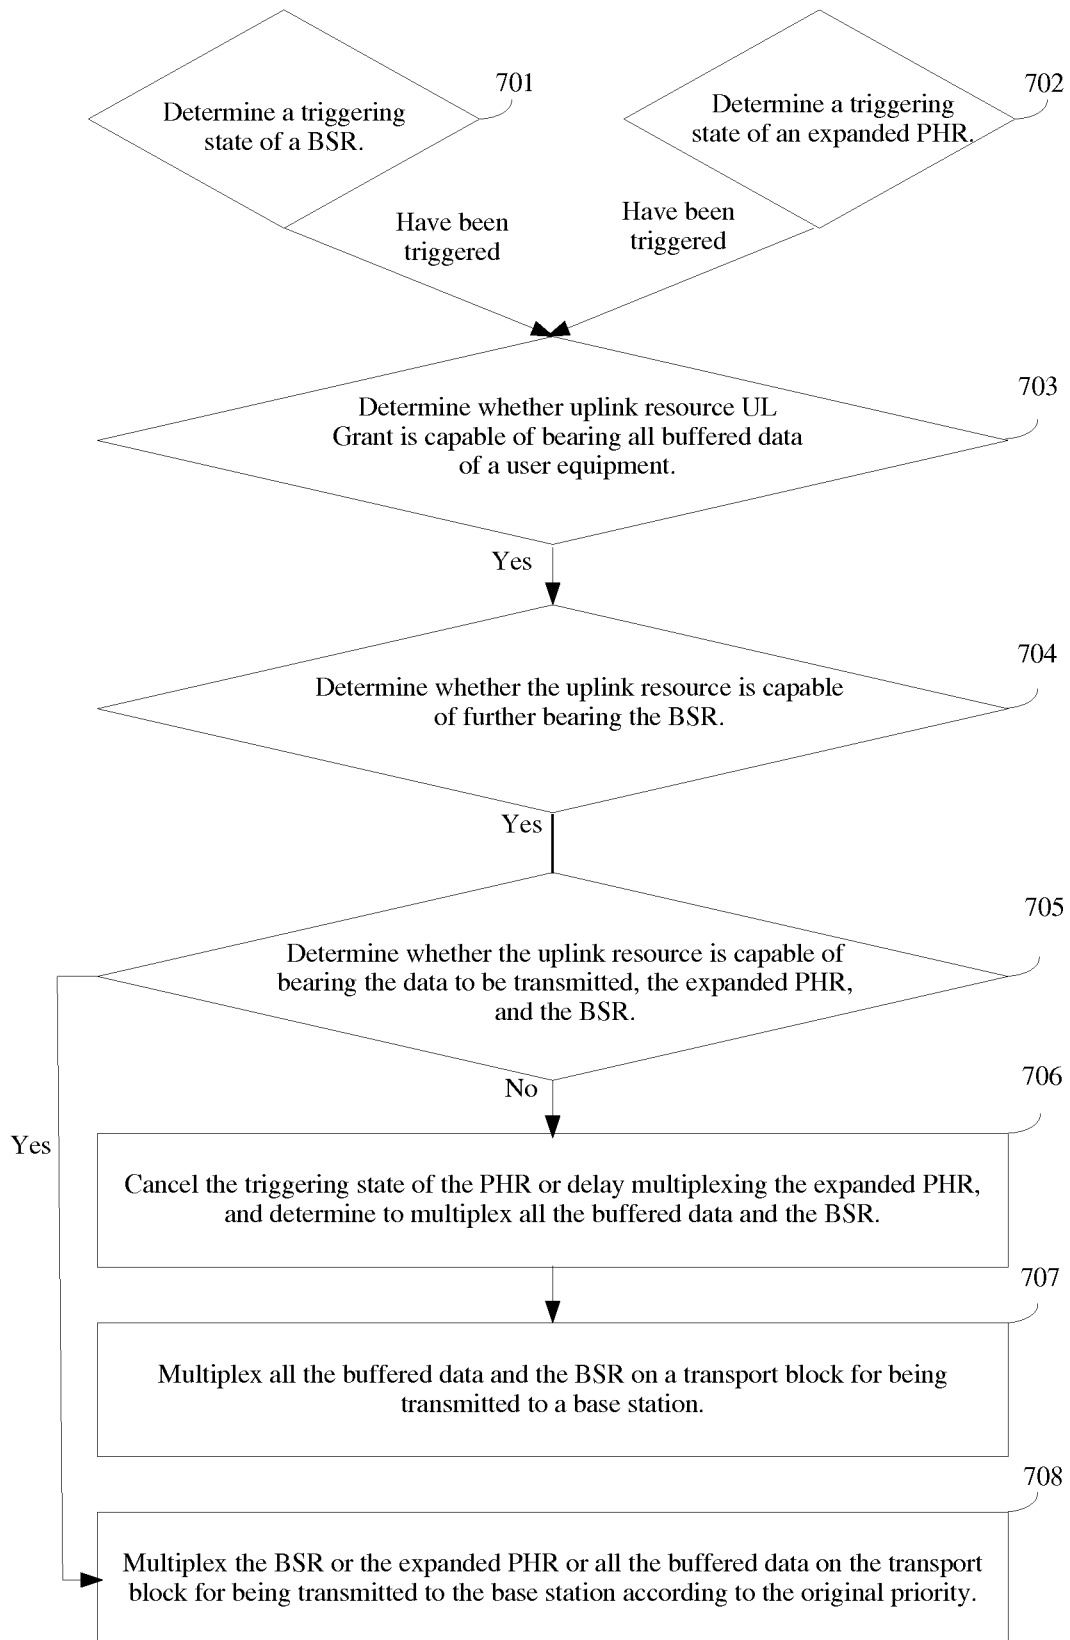 701
Determine a triggering
state of a BSR.
702
Determine a triggering
state of an expanded PHR.
Have been
triggered
Have been
triggered
703
Determine whether uplink resource UL
Grant is capable of bearing all buffered data
of a user equipment.
Yes
704
Determine whether the uplink resource is capable
of further bearing the BSR.
Yes
705
Determine whether the uplink resource is capable of
bearing the data to be transmitted, the expanded PHR,
and the BSR.
No
706
Yes
Cancel the triggering state of the PHR or delay multiplexing the expanded PHR,
and determine to multiplex all the buffered data and the BSR.
707
Multiplex all the buffered data and the BSR on a transport block for being
transmitted to a base station.
708
Multiplex the BSR or the expanded PHR or all the buffered data on the transport
block for being transmitted to the base station according to the original priority.